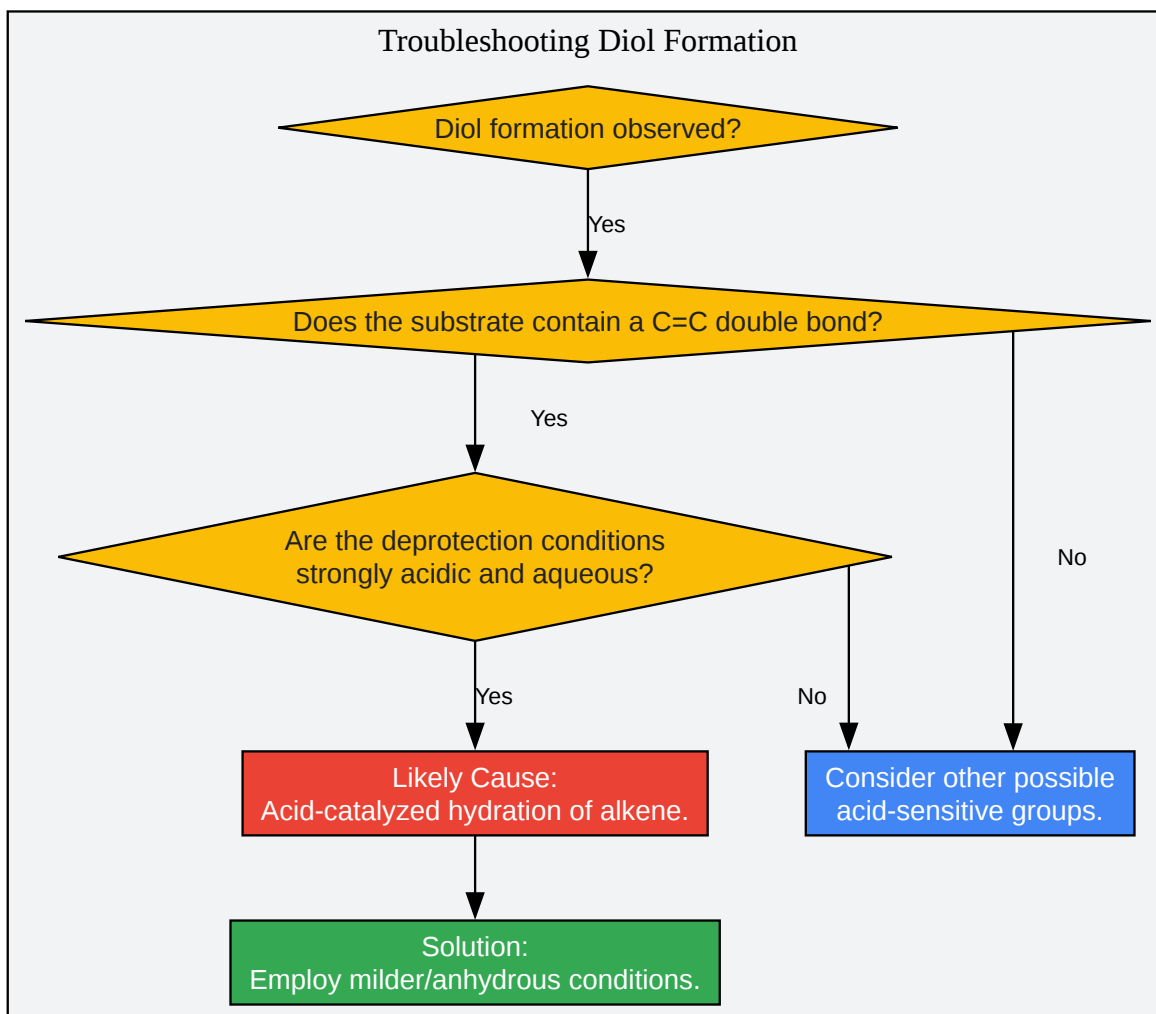 Troubleshooting Diol Formation
Diol formation observed?
Yes
Does the substrate contain a C=C double bond?
Yes
Are the deprotection conditions
strongly acidic and aqueous?
No
Yes
No
Likely Cause:
Acid-catalyzed hydration of alkene.
Consider other possible
acid-sensitive groups.
Solution:
Employ milder/anhydrous conditions.